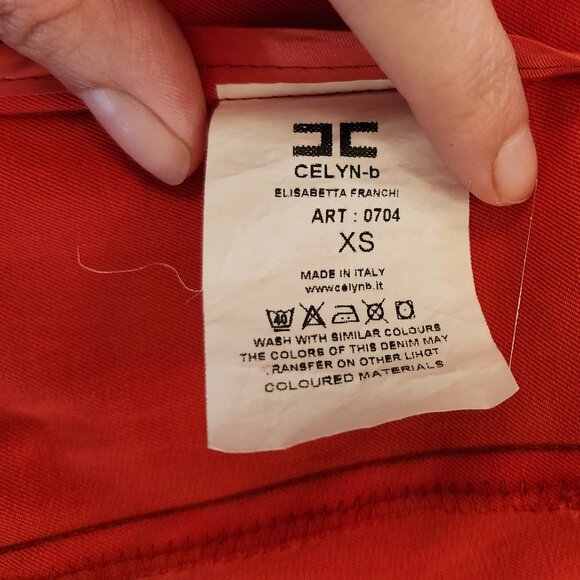 CELYN-b
ELISABETTA FRANCHI
ART : 0704
XS
MADE IN ITALY
www.celynb.it
40
WASH WITH SIMILAR COLOURS
THE COLORS OF THIS DENIM MAY
.RANSFER ON OTHER LIHGT
COLOURED MATERIALS